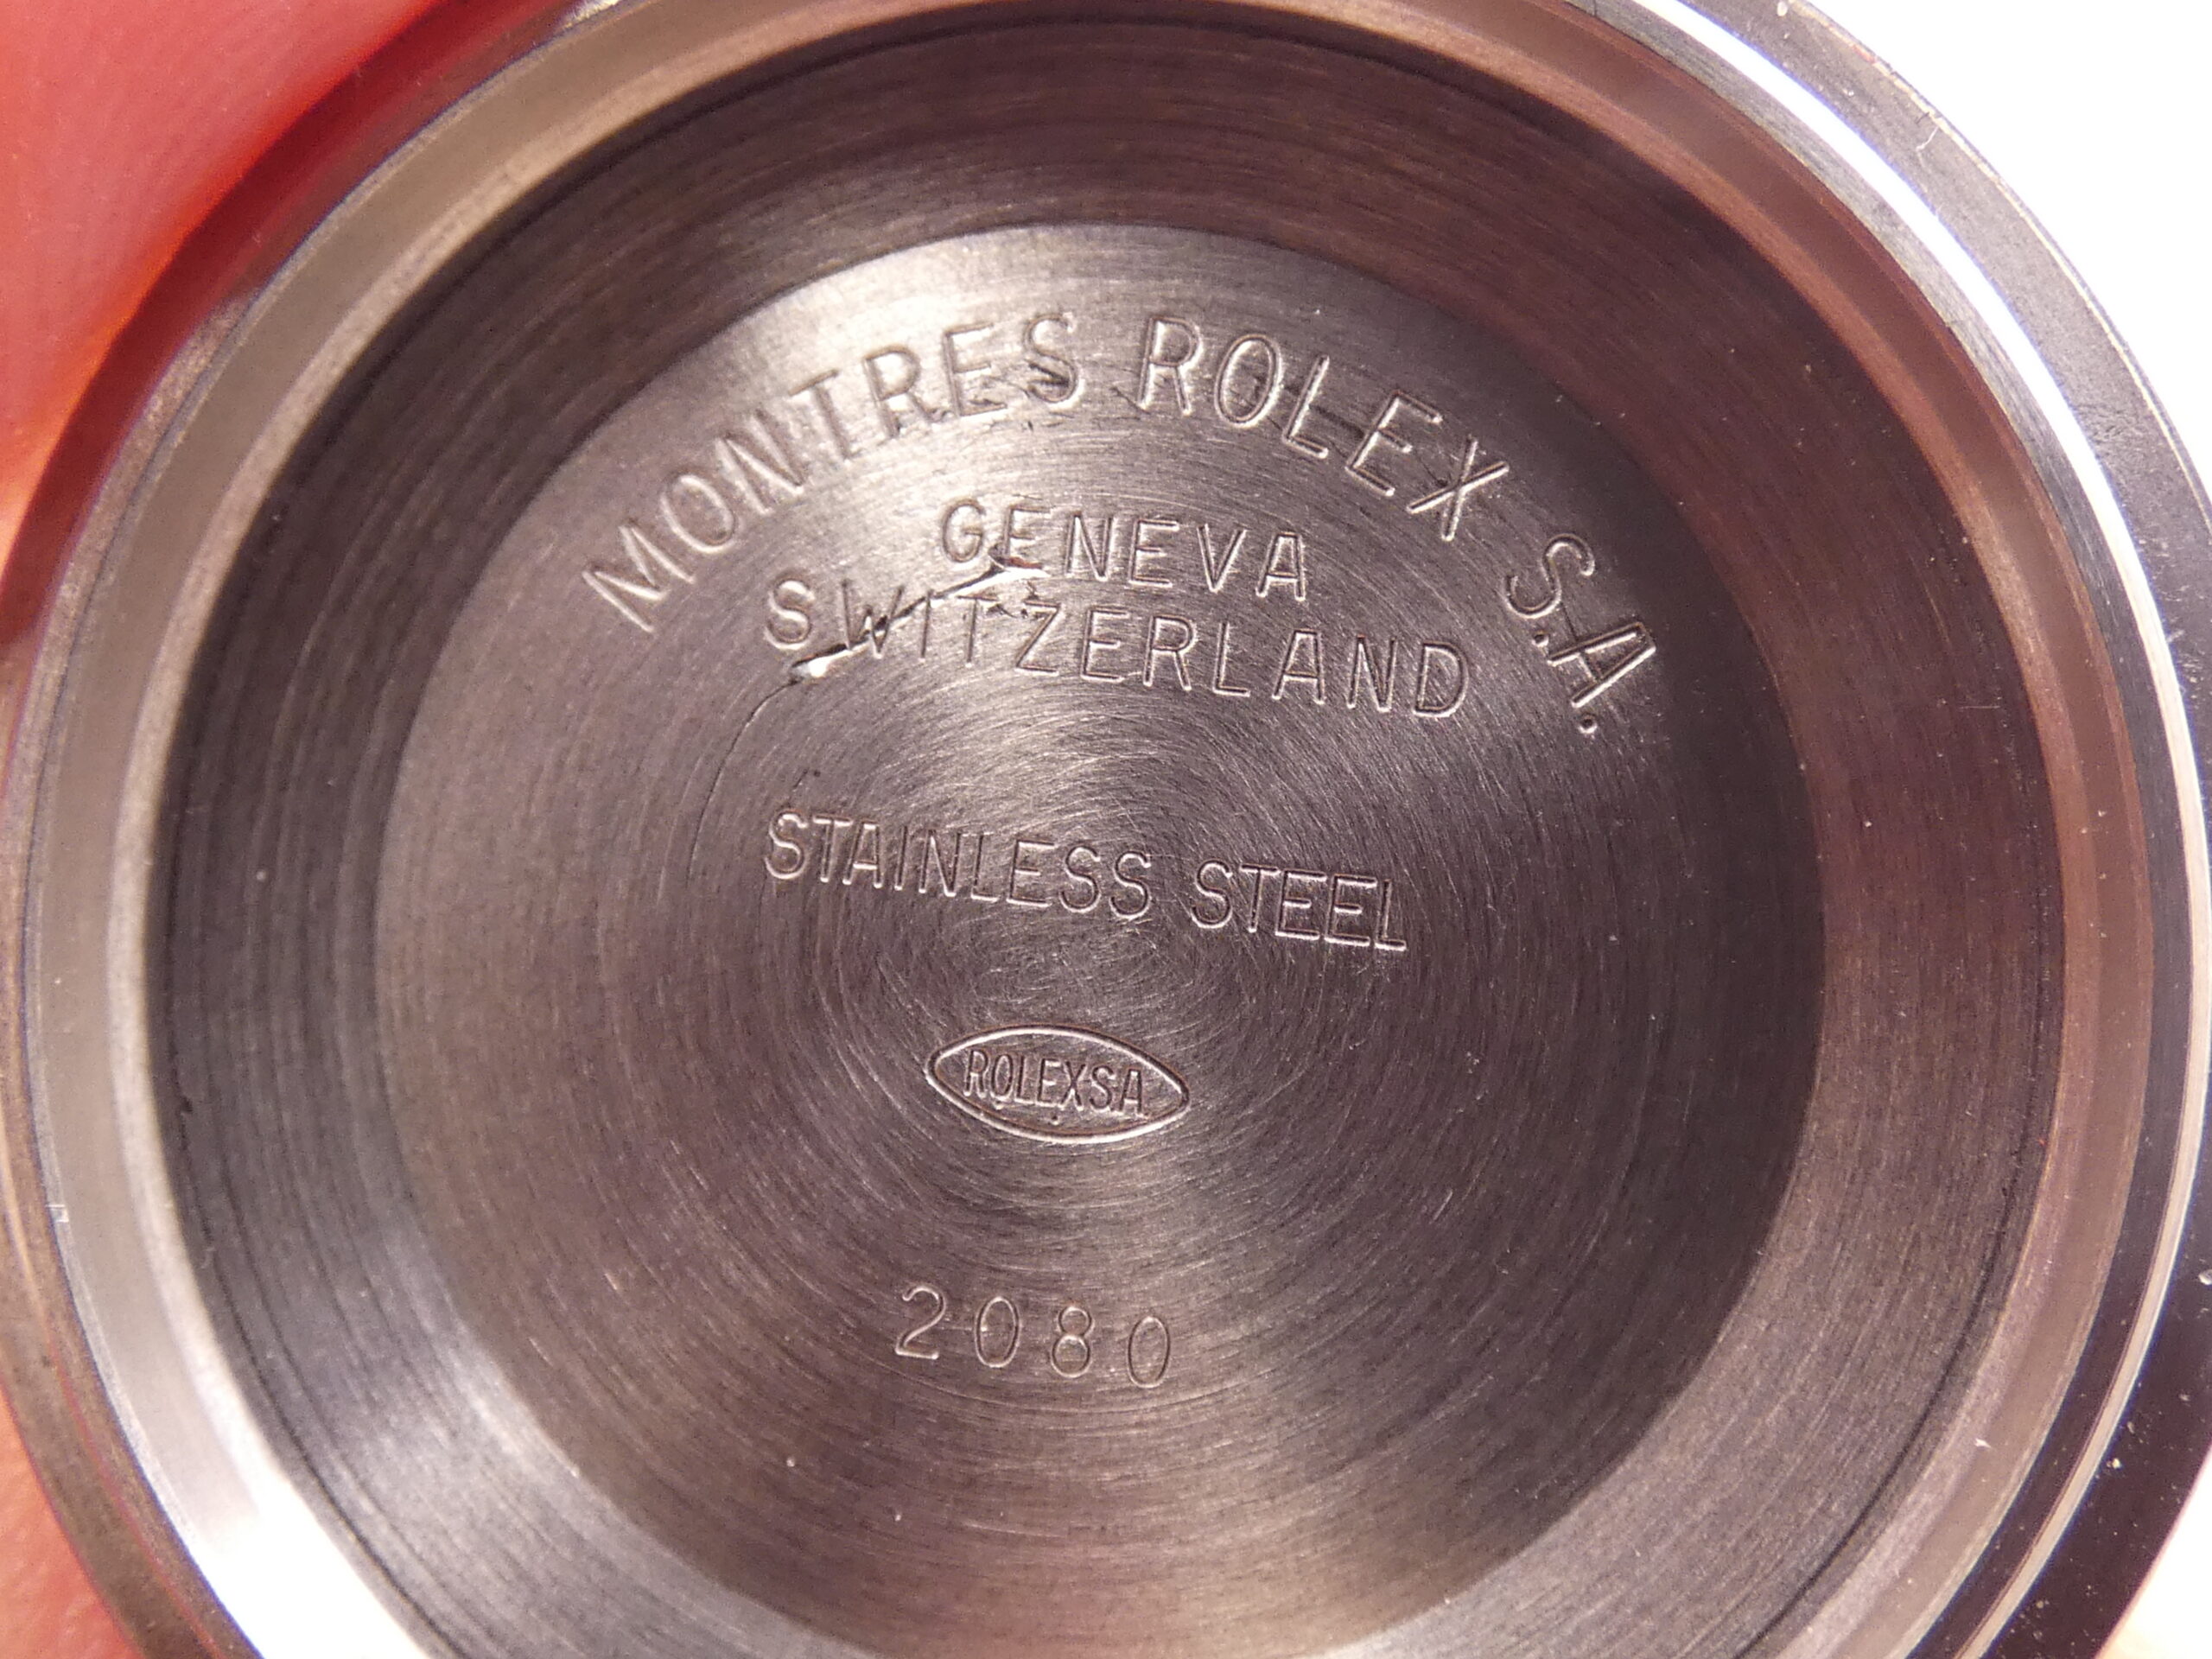 MONTRES ROLEX S.A.
GENEVA
SWITZERLAND
STAINLESS STEEL
ROLEXSA
2080